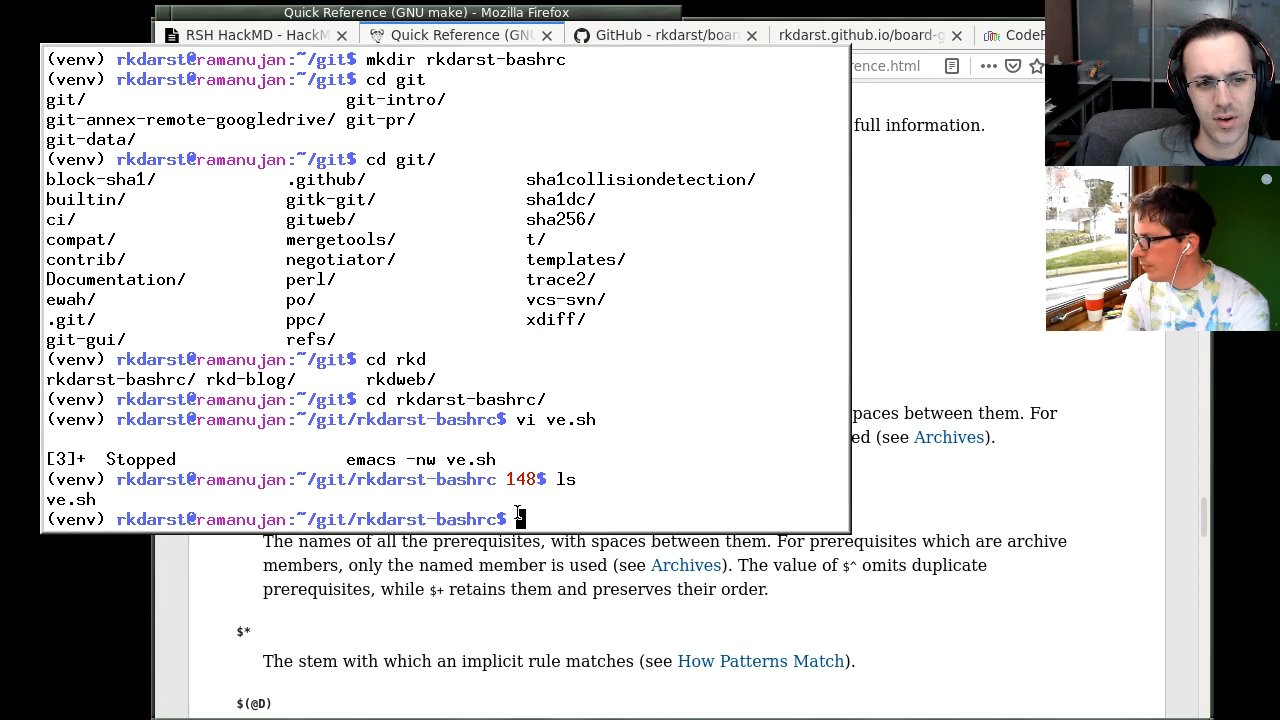 Quick Reference (GNU make) - Mozilla Firefox
RSH HackMD - HackM
Quick Reference (GNU
GitHub - rkdarst/board
rkdarst.github.io/board-g
CodeR
(venv) rkdarst@ramanujan:~/git$ mkdir rkdarst-bashrc
rence.html
(venv) rkdarst@ramanujan:~/git$ cd git
git/ git-intro/
git-annex-remote-googledrive/ git-pr/
full information.
git-data/
(venv) rkdarst@ramanujan:~/git$ cd git/
block-sha1/ .github/ sha1collisiondetection/
builtin/ gitk-git/ sha1dc/
ci/ gitweb/ sha256/
compat/ mergetools/ t/
contrib/ negotiator/ templates/
Documentation/ perl/ trace2/
ewah/ po/ vcs-svn/
.git/ ppc/ xdiff/
git-gui/ refs/
(venv) rkdarst@ramanujan:~/git$ cd rkd
rkdarst-bashrc/ rkd-blog/ rkdweb/
(venv) rkdarst@ramanujan:~/git$ cd rkdarst-bashrc/
(venv) rkdarst@ramanujan:~/git/rkdarst-bashrc$ vi ve.sh
spaces between them. For
ed (see Archives).
[3]+ Stopped emacs -nw ve.sh
(venv) rkdarst@ramanujan:~/git/rkdarst-bashrc 148$ ls
ve.sh
(venv) rkdarst@ramanujan:~/git/rkdarst-bashrc$
The names of all the prerequisites, with spaces between them. For prerequisites which are archive
members, only the named member is used (see Archives). The value of $^ omits duplicate
prerequisites, while $+ retains them and preserves their order.
$*
The stem with which an implicit rule matches (see How Patterns Match).
$(@D)